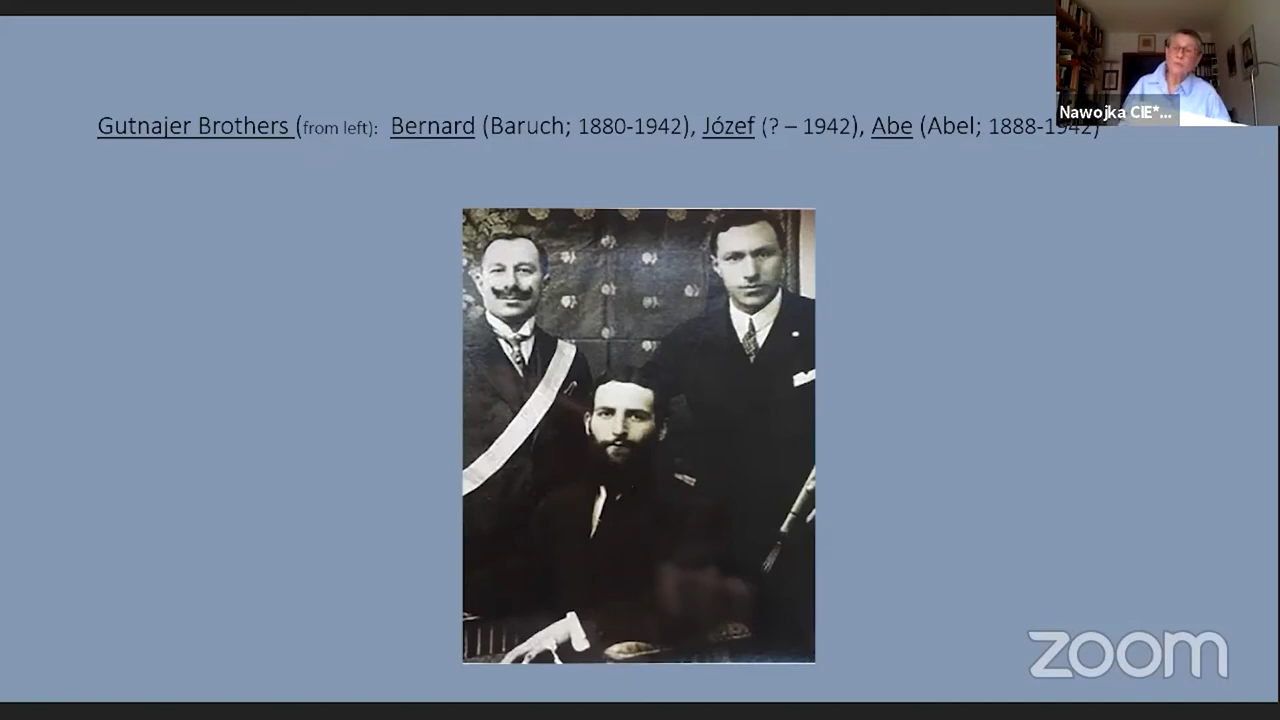 Nawojka CIE*...
Gutnajer Brothers (from left): Bernard (Baruch; 1880-1942), Józef (? – 1942), Abe (Abel; 1888-1942)
zoom